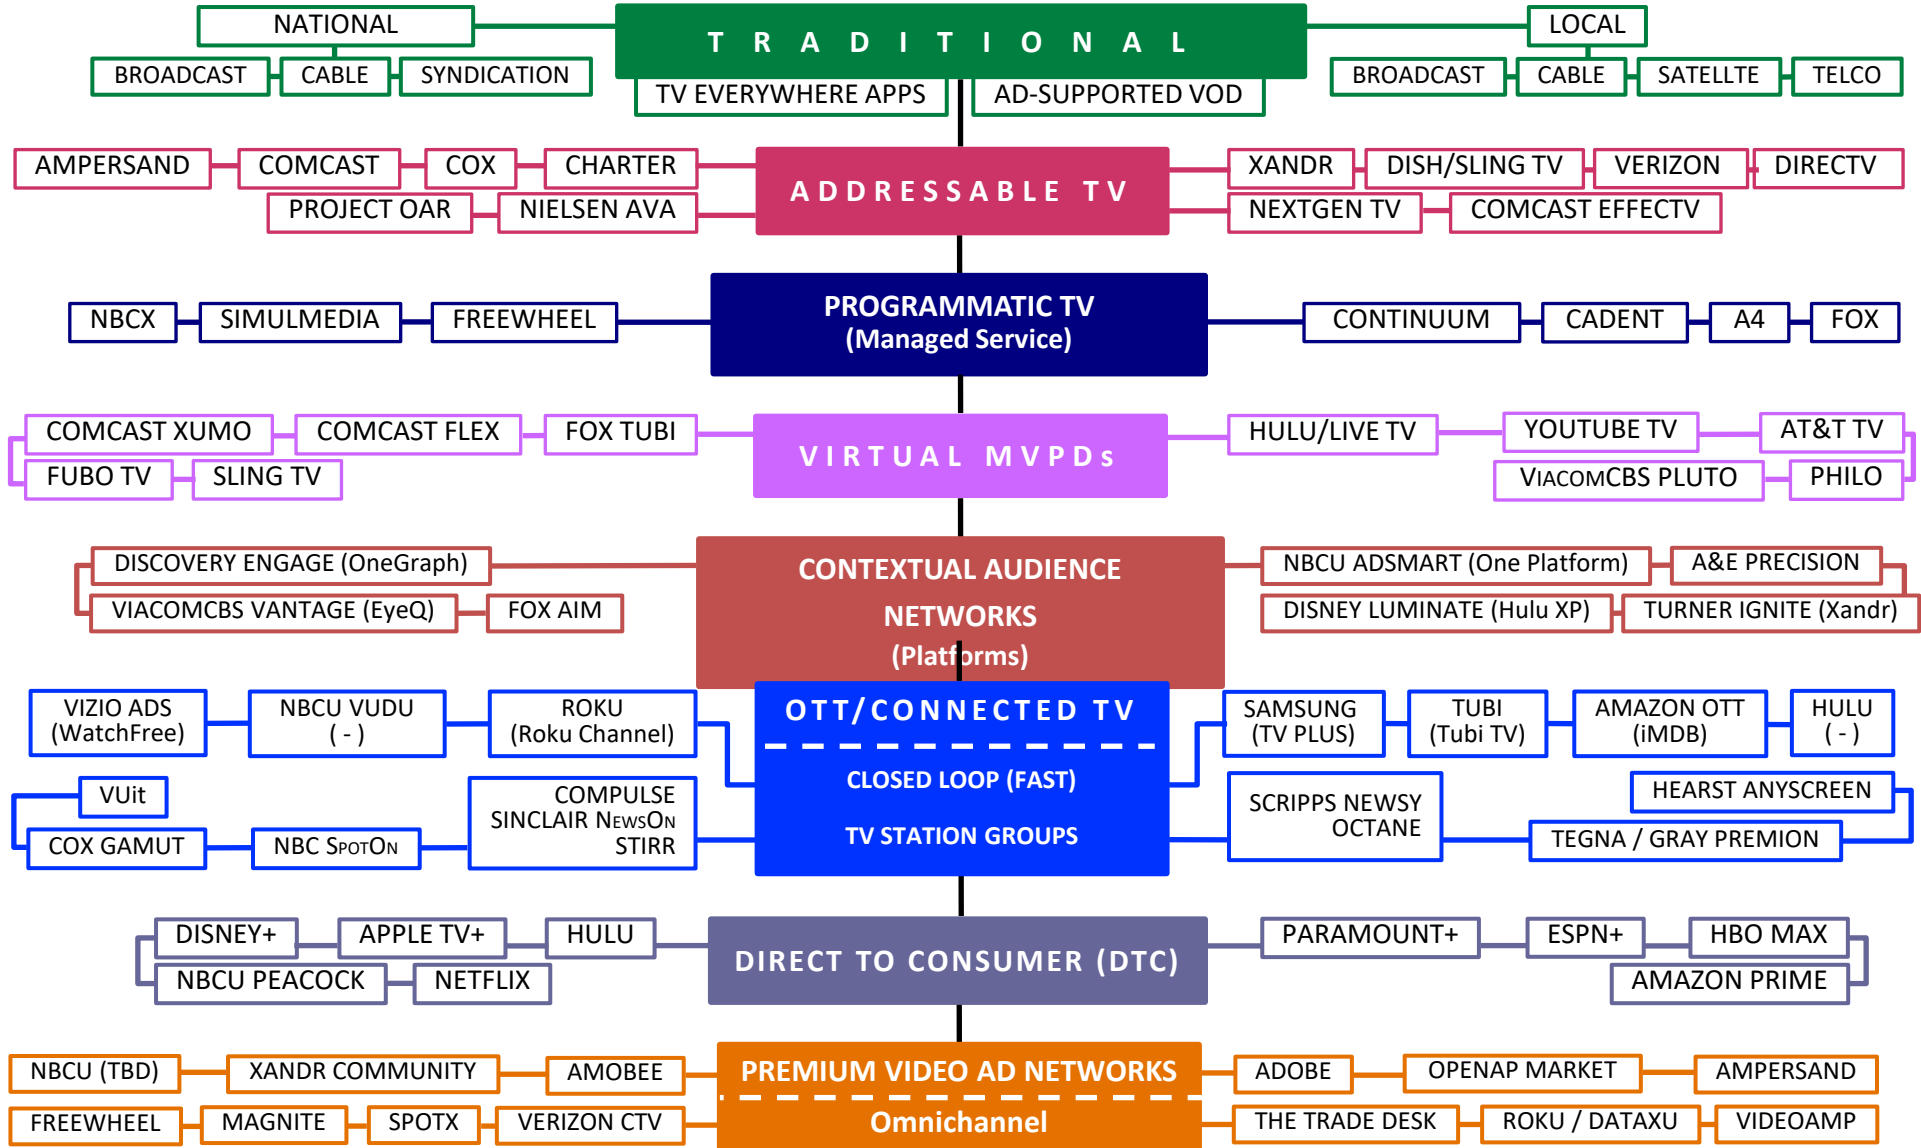 NATIONAL
TRADITIONAL
LOCAL
BROADCAST
CABLE
SYNDICATION
TV EVERYWHERE APPS
AD-SUPPORTED VOD
BROADCAST
CABLE
SATELLTE
TELCO
AMPERSAND
COMCAST
COX
CHARTER
ADDRESSABLE TV
XANDR
DISH/SLING TV
VERIZON
DIRECTV
PROJECT OAR
NIELSEN AVA
NEXTGEN TV
COMCAST EFFECTV
NBCX
SIMULMEDIA
FREEWHEEL
PROGRAMMATIC TV
(Managed Service)
CONTINUUM
CADENT
A4
FOX
COMCAST XUMO
COMCAST FLEX
FOX TUBI
VIRTUAL MVPDs
HULU/LIVE TV
YOUTUBE TV
AT&T TV
FUBO TV
SLING TV
VIACOMCBS PLUTO
PHILO
DISCOVERY ENGAGE (OneGraph)
VIACOMCBS VANTAGE (EyeQ)
FOX AIM
CONTEXTUAL AUDIENCE
NETWORKS
(Platforms)
NBCU ADSMART (One Platform)
A&E PRECISION
DISNEY LUMINATE (Hulu XP)
TURNER IGNITE (Xandr)
VIZIO ADS
(WatchFree)
NBCU VUDU
( - )
ROKU
(Roku Channel)
OTT/CONNECTED TV
CLOSED LOOP (FAST)
TV STATION GROUPS
SAMSUNG
(TV PLUS)
TUBI
(Tubi TV)
AMAZON OTT
(iMDB)
HULU
( - )
VUit
COX GAMUT
NBC SPOTON
COMPULSE
SINCLAIR NEWSON
STIRR
SCRIPPS NEWSY
OCTANE
HEARST ANYSCREEN
TEGNA / GRAY PREMION
DISNEY+
APPLE TV+
HULU
NBCU PEACOCK
NETFLIX
DIRECT TO CONSUMER (DTC)
PARAMOUNT+
ESPN+
HBO MAX
AMAZON PRIME
NBCU (TBD)
XANDR COMMUNITY
AMOBEE
PREMIUM VIDEO AD NETWORKS
ADOBE
OPENAP MARKET
AMPERSAND
FREEWHEEL
MAGNITE
SPOTX
VERIZON CTV
Omnichannel
THE TRADE DESK
ROKU / DATAXU
VIDEOAMP